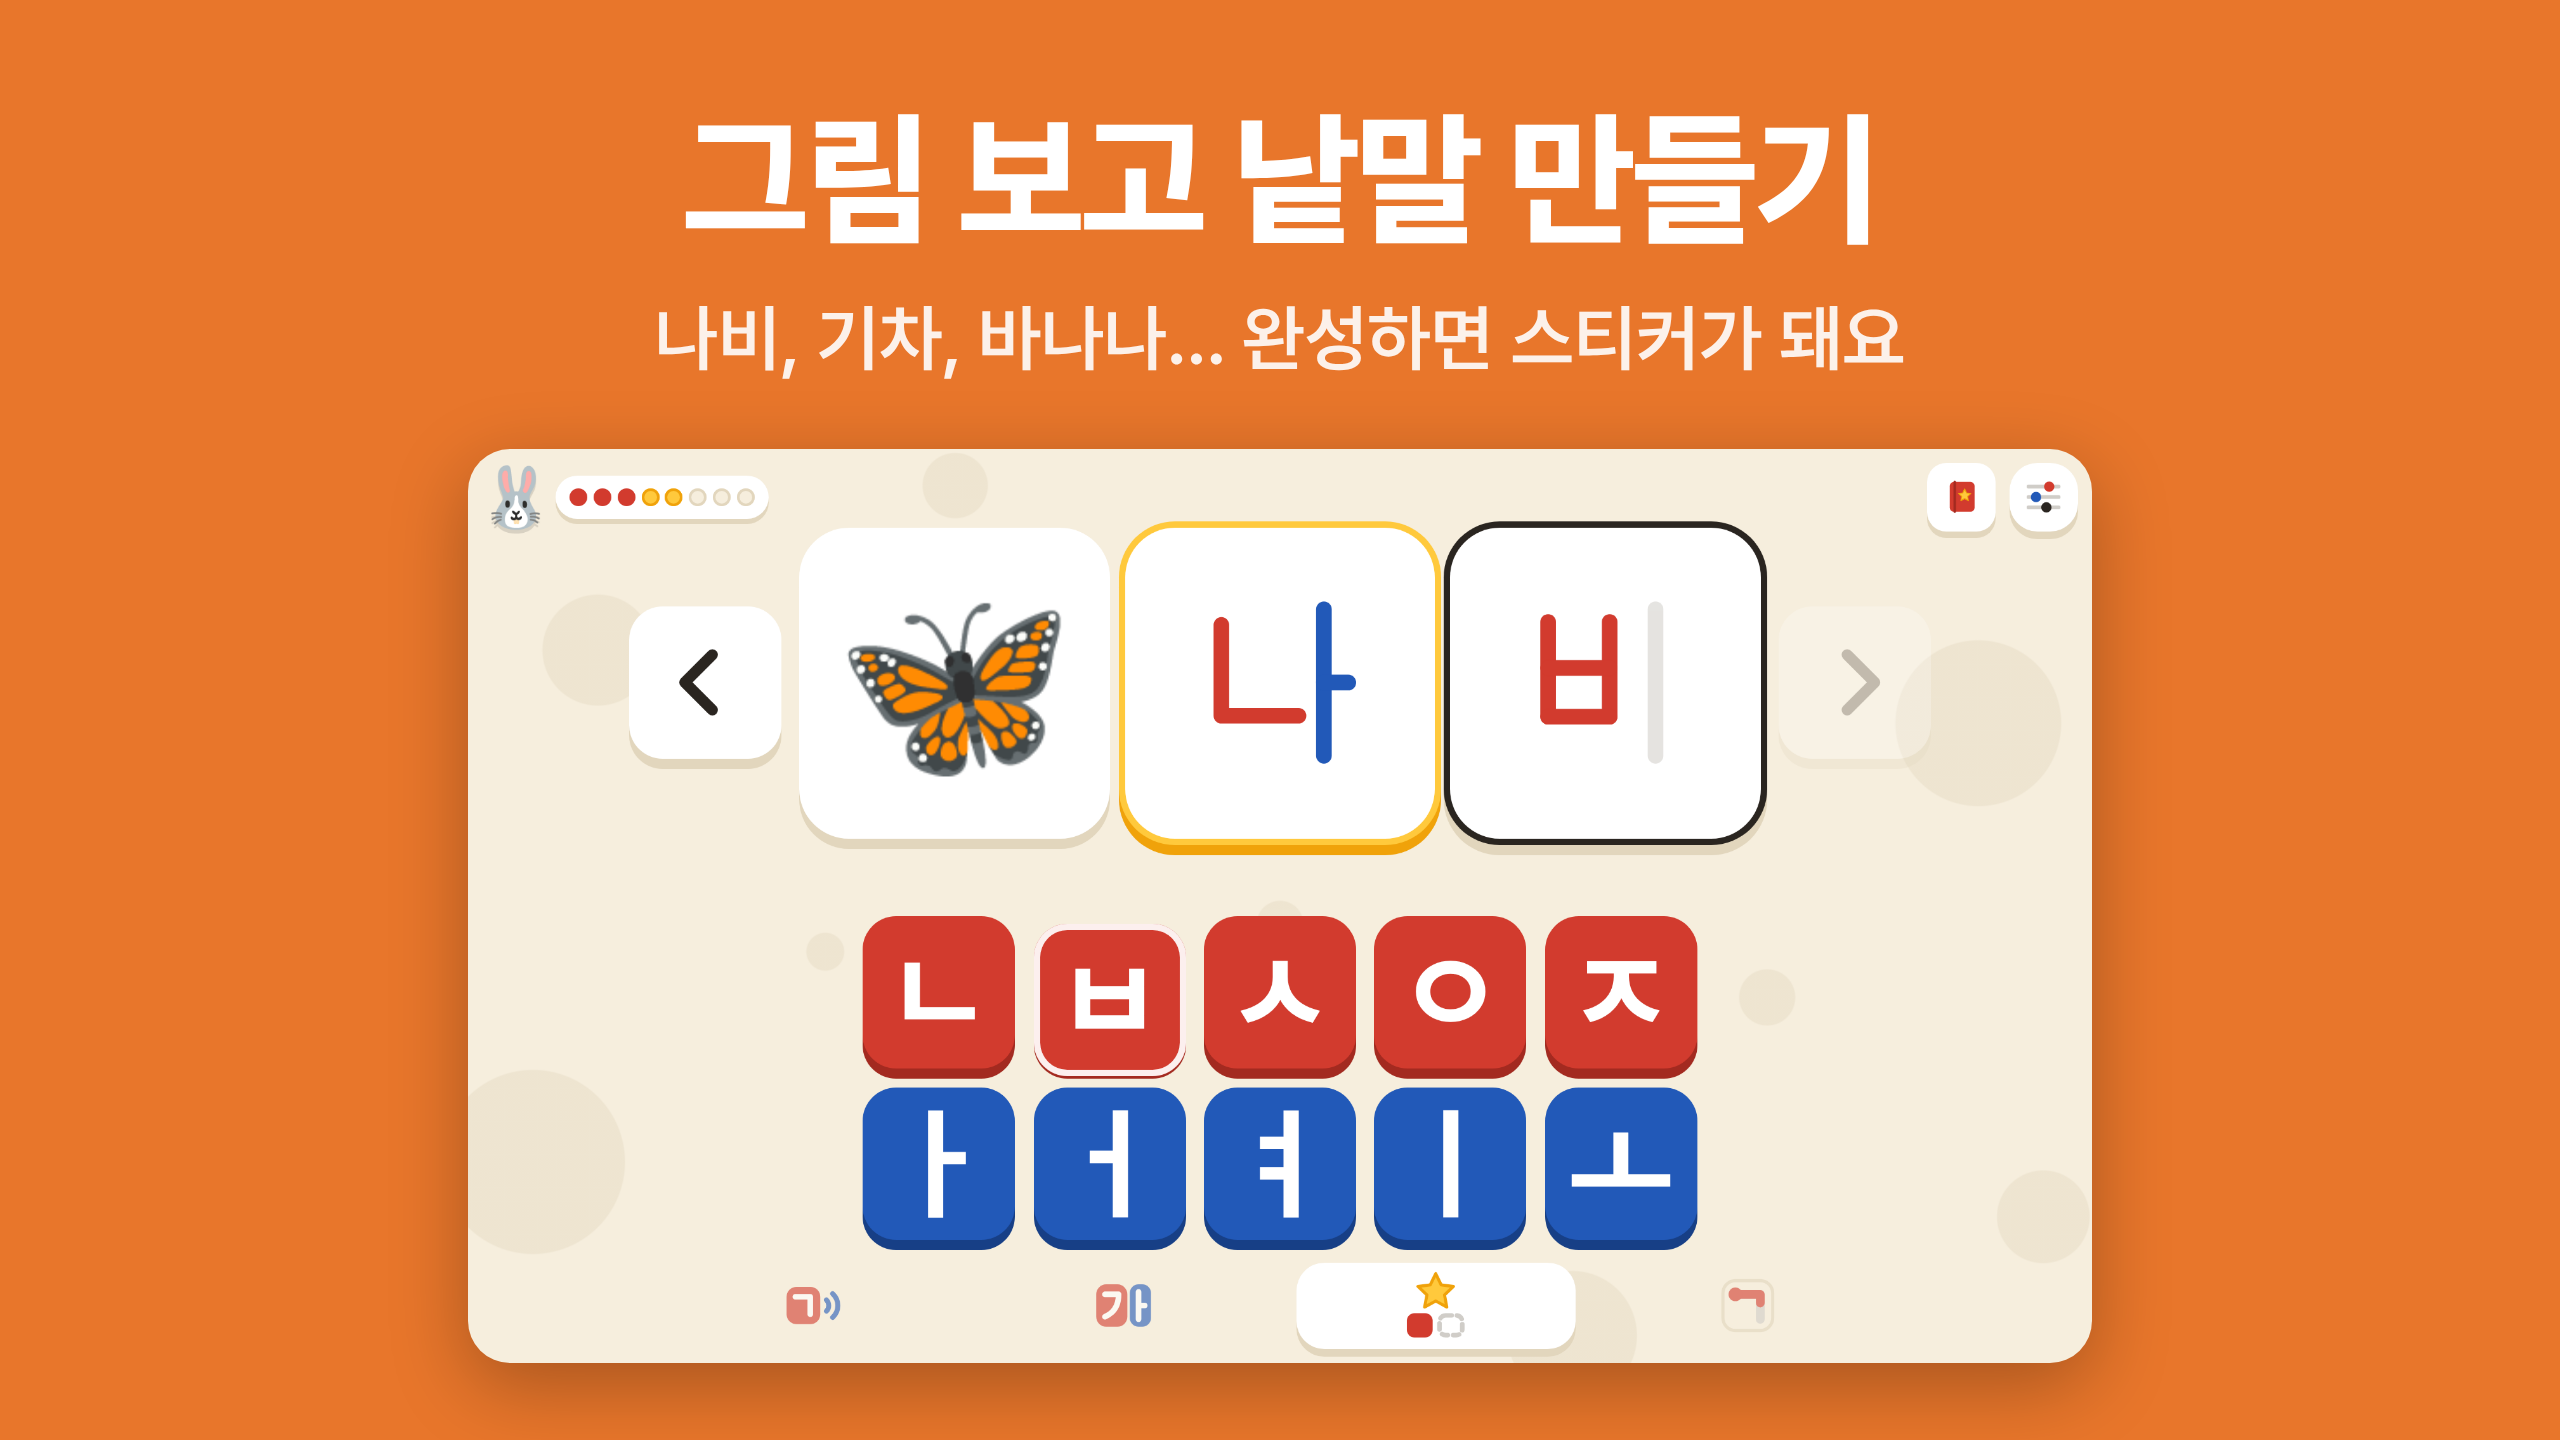 그림 보고 낱말 만들기
나비, 기차, 바나나... 완성하면 스티커가 돼요
나 비
ㄴ ㅂ ㅅ ㅇ ㅈ
ㅏ ㅓ ㅕ ㅣ ㅗ
ㄱ 가 ㄱ